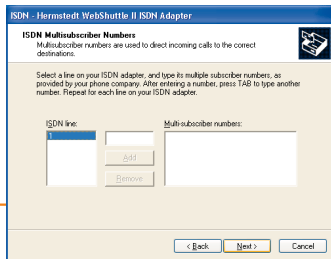 ISDN - Hermstedt WebShuttle II ISDN Adapter
ISDN Multisubscriber Numbers
Multisubscriber numbers are used to direct incoming calls to the correct
destinations.
Select a line on your ISDN adapter, and type its multiple subscriber numbers, as
provided by your phone company. After entering a number, press TAB to type another
number. Repeat for each line on your ISDN adapter.
ISDN line:
Multi-subscriber numbers:
1
Add
Remove
< Back
Next >
Cancel